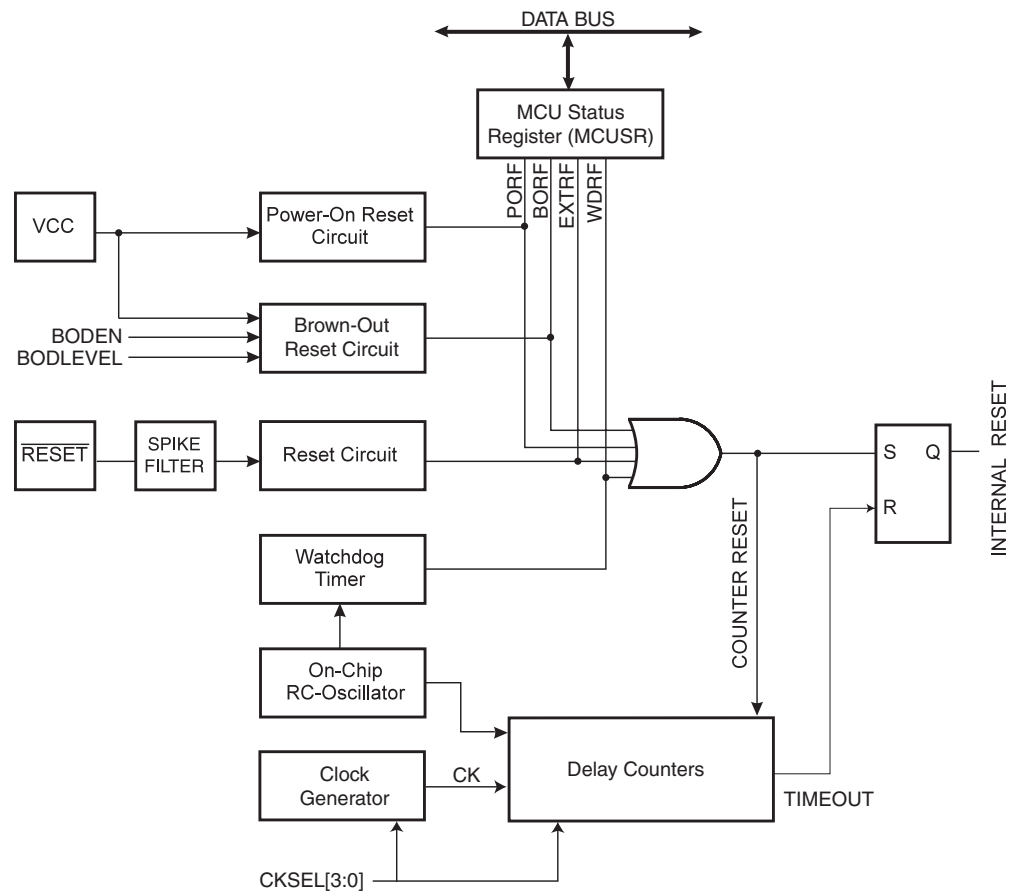 DATA BUS
MCU Status
Register (MCUSR)
PORF
BORF
EXTRF
WDRF
VCC
Power-On Reset
Circuit
BODEN
BODLEVEL
Brown-Out
Reset Circuit
RESET
SPIKE
FILTER
Reset Circuit
S
Q
R
INTERNAL RESET
Watchdog
Timer
COUNTER RESET
On-Chip
RC-Oscillator
Clock
Generator
CK
Delay Counters
TIMEOUT
CKSEL[3:0]